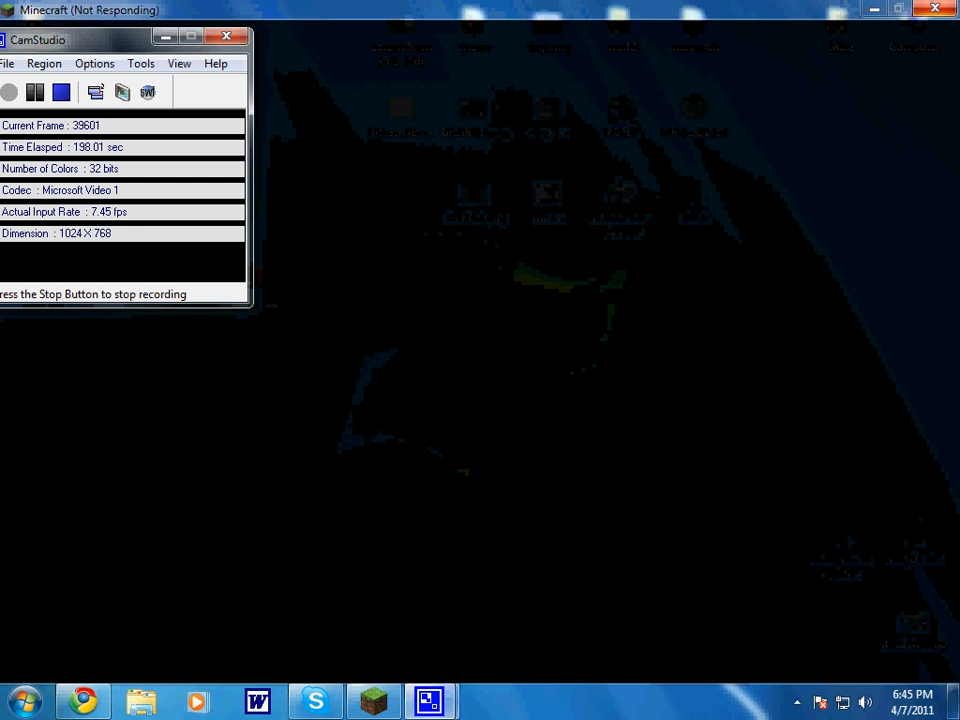 Minecraft (Not Responding)
CamStudio
File Region Options Tools View Help
SWF
Current Frame : 39601
Time Elasped : 198.01 sec
Number of Colors : 32 bits
Codec : Microsoft Video 1
Actual Input Rate : 7.45 fps
Dimension : 1024 X 768
ress the Stop Button to stop recording
W
S
6:45 PM
4/7/2011